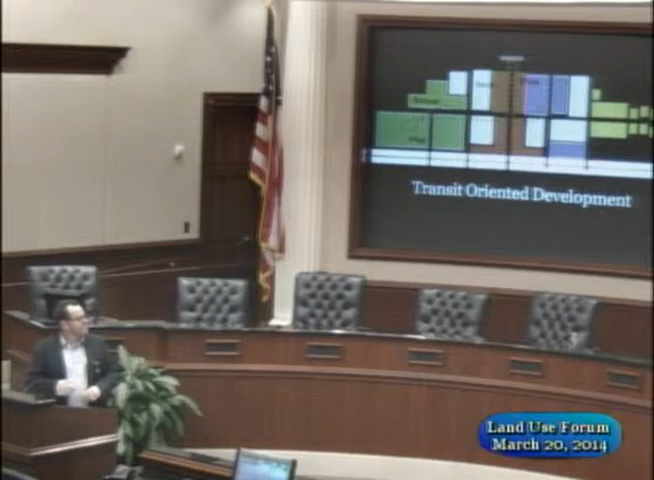 Transit Oriented Development
Land Use Forum
March 20, 2014